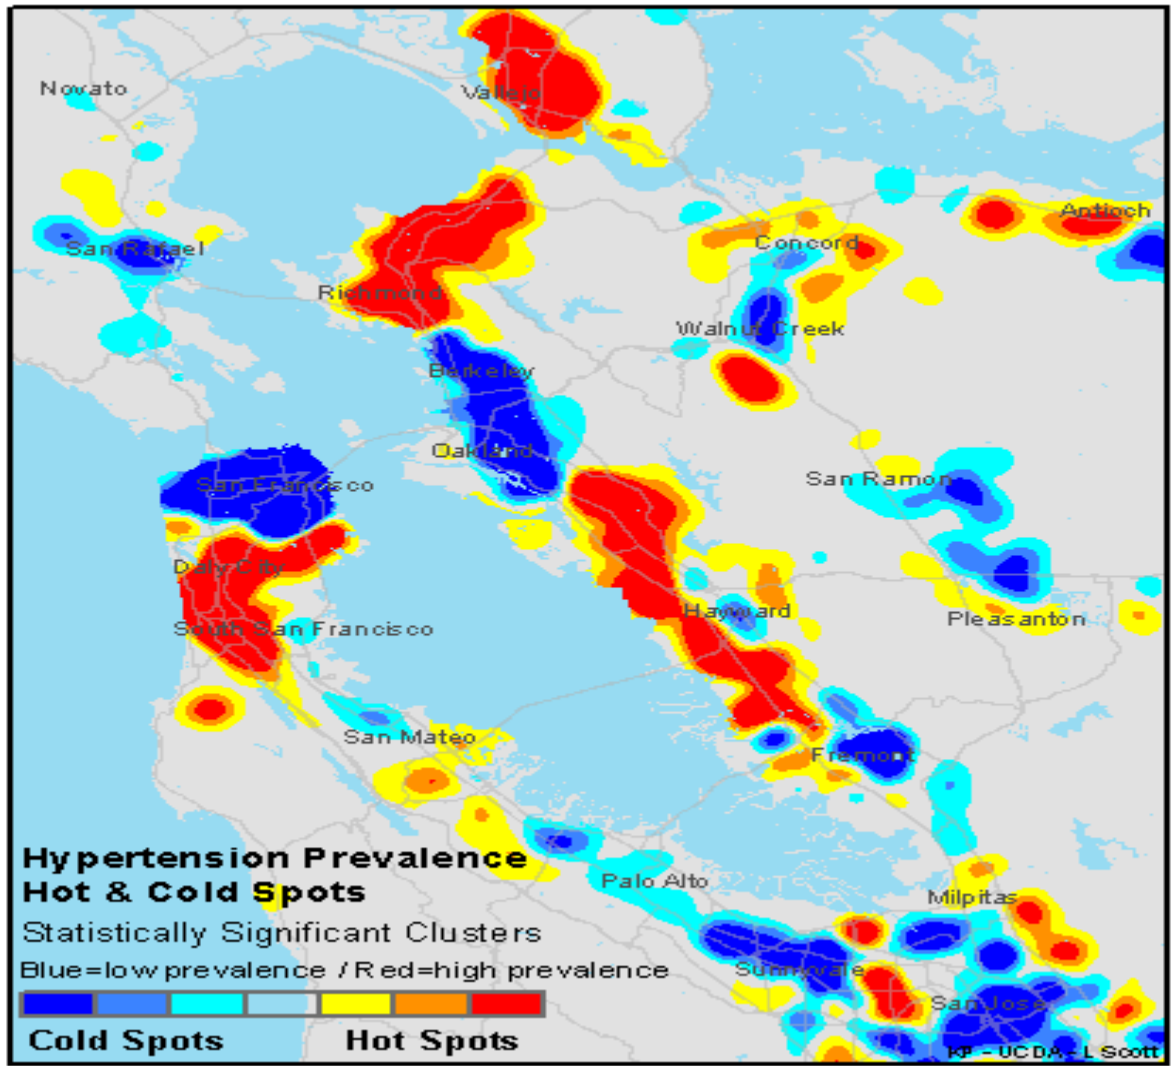 Novato
Vallejo
Antioch
San Rafael
Concord
Richmond
Walnut Creek
Berkeley
Oakland
San Ramon
San Francisco
Daly City
Hayward
Pleasanton
South San Francisco
San Mateo
Fremont
Hypertension Prevalence
Hot & Cold Spots
Palo Alto
Milpitas
Statistically Significant Clusters
Blue=low prevalence / Red=high prevalence
Sunnyvale
San Jose
Cold Spots
Hot Spots
KP - UCDA - L Scott